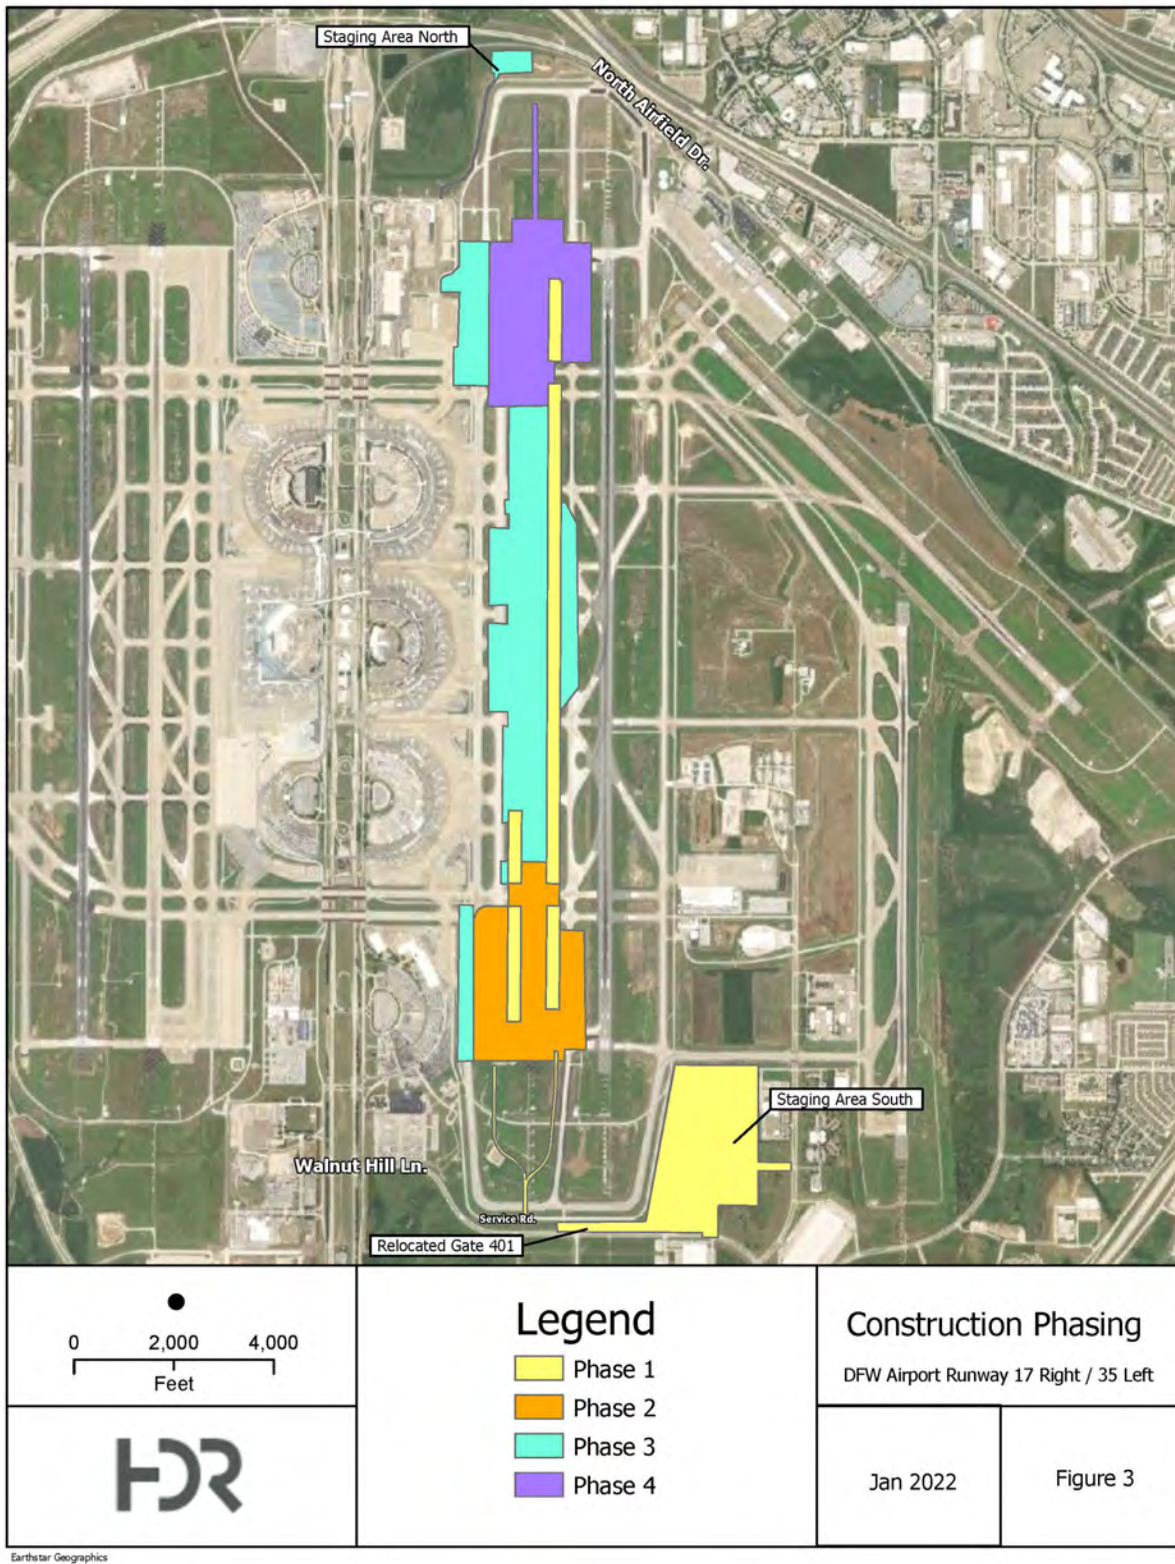 Staging Area North
North Airfield Dr.
Staging Area South
Walnut Hill Ln.
Service Rd.
Relocated Gate 401
0 2,000 4,000
Feet
HDR
Legend
Phase 1
Phase 2
Phase 3
Phase 4
Construction Phasing
DFW Airport Runway 17 Right / 35 Left
Jan 2022
Figure 3
Earthstar Geographics